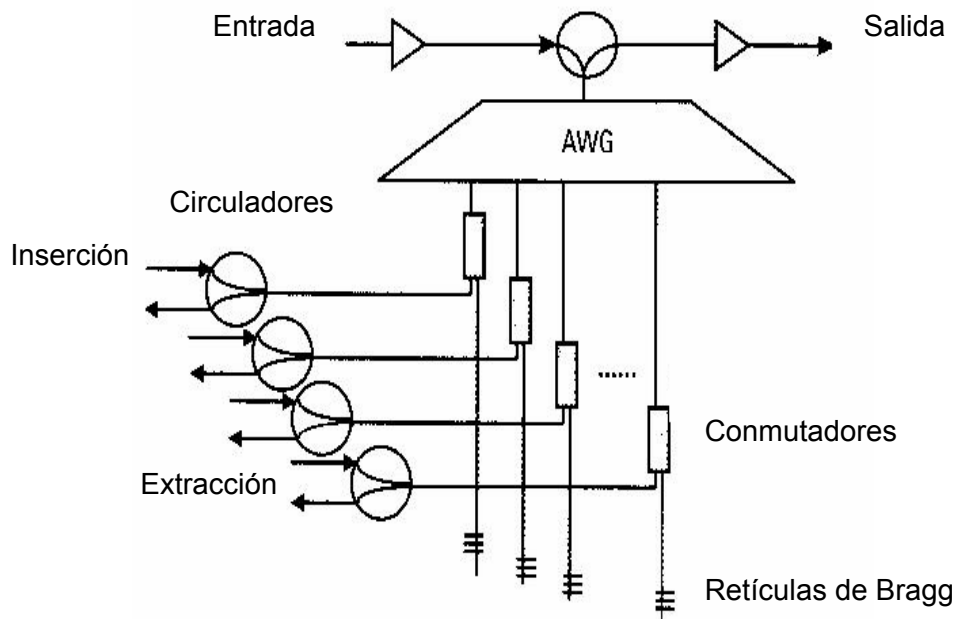 Entrada
Salida
AWG
Circuladores
Inserción
Conmutadores
Extracción
Retículas de Bragg